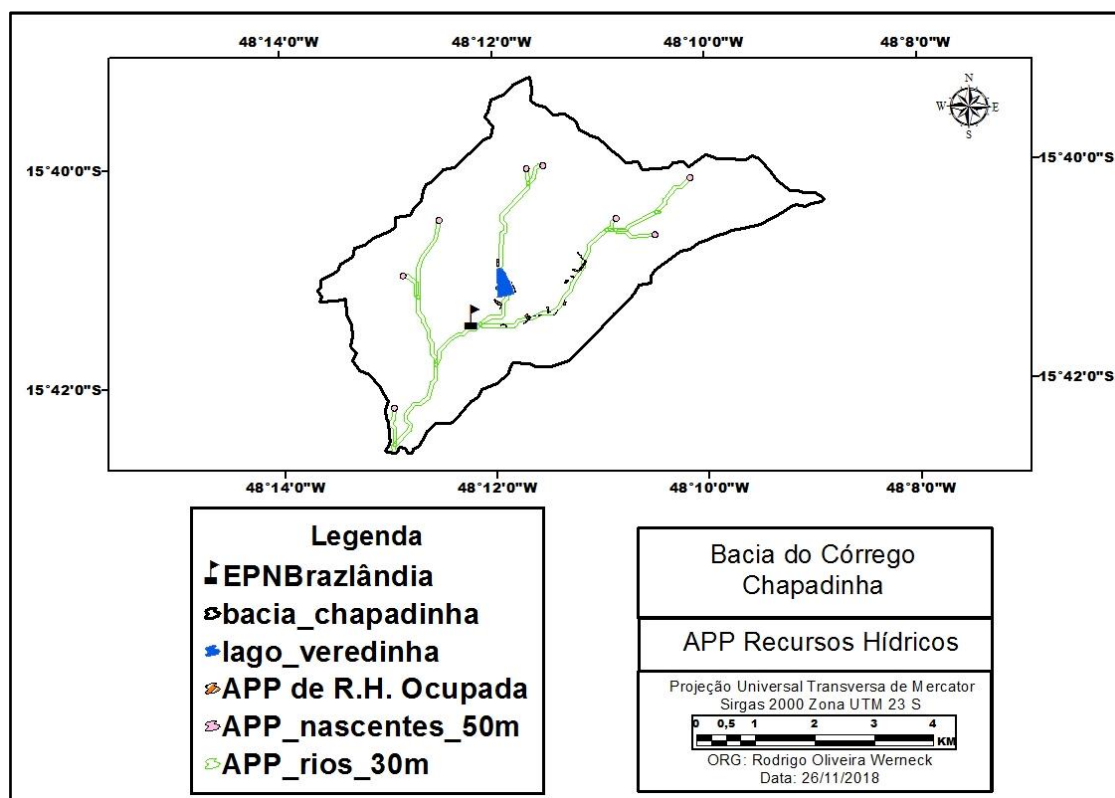 48°14'0"W 48°12'0"W 48°10'0"W 48°8'0"W
N
W E
S
15°40'0"S 15°40'0"S
15°42'0"S 15°42'0"S
48°14'0"W 48°12'0"W 48°10'0"W 48°8'0"W
Legenda
EPNBrazlândia
bacia_chapadinha
lago_veredinha
APP de R.H. Ocupada
APP_nascentes_50m
APP_rios_30m
Bacia do Córrego
Chapadinha
APP Recursos Hídricos
Projeção Universal Transversa de Mercator
Sirgas 2000 Zona UTM 23 S
0 0,5 1 2 3 4
KM
ORG: Rodrigo Oliveira Werneck
Data: 26/11/2018